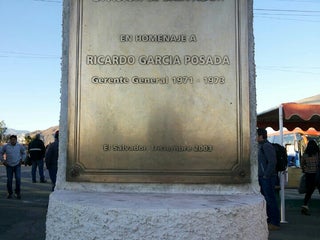 EN HOMENAJE A
RICARDO GARCIA POSADA
Gerente General 1971 - 1973
El Salvador Diciembre 2003